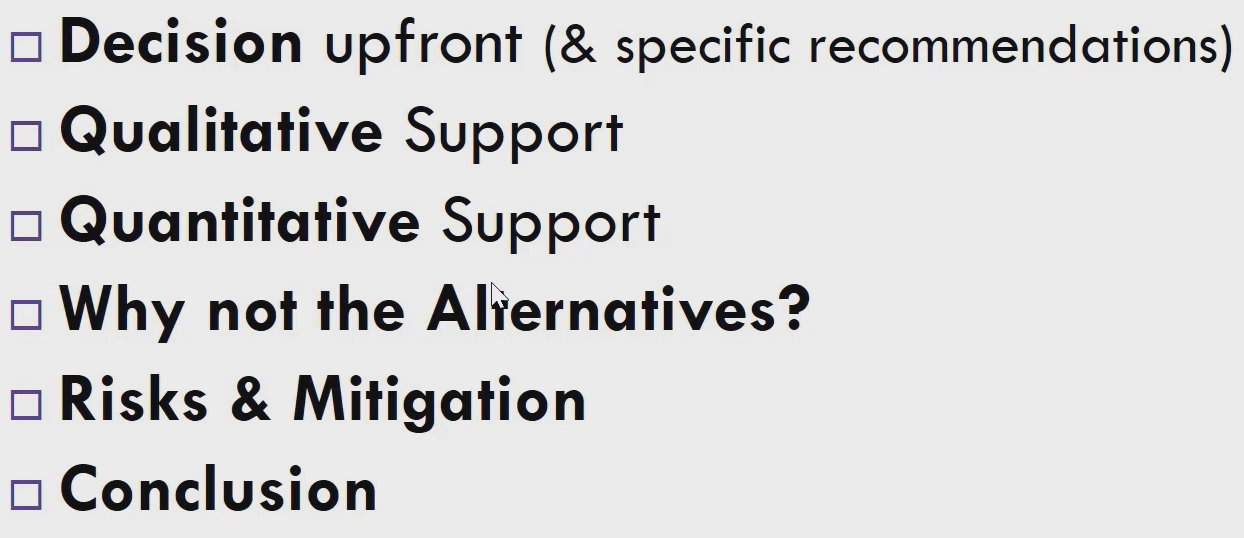 Decision upfront (& specific recommendations)
Qualitative Support
Quantitative Support
Why not the Alternatives?
Risks & Mitigation
Conclusion